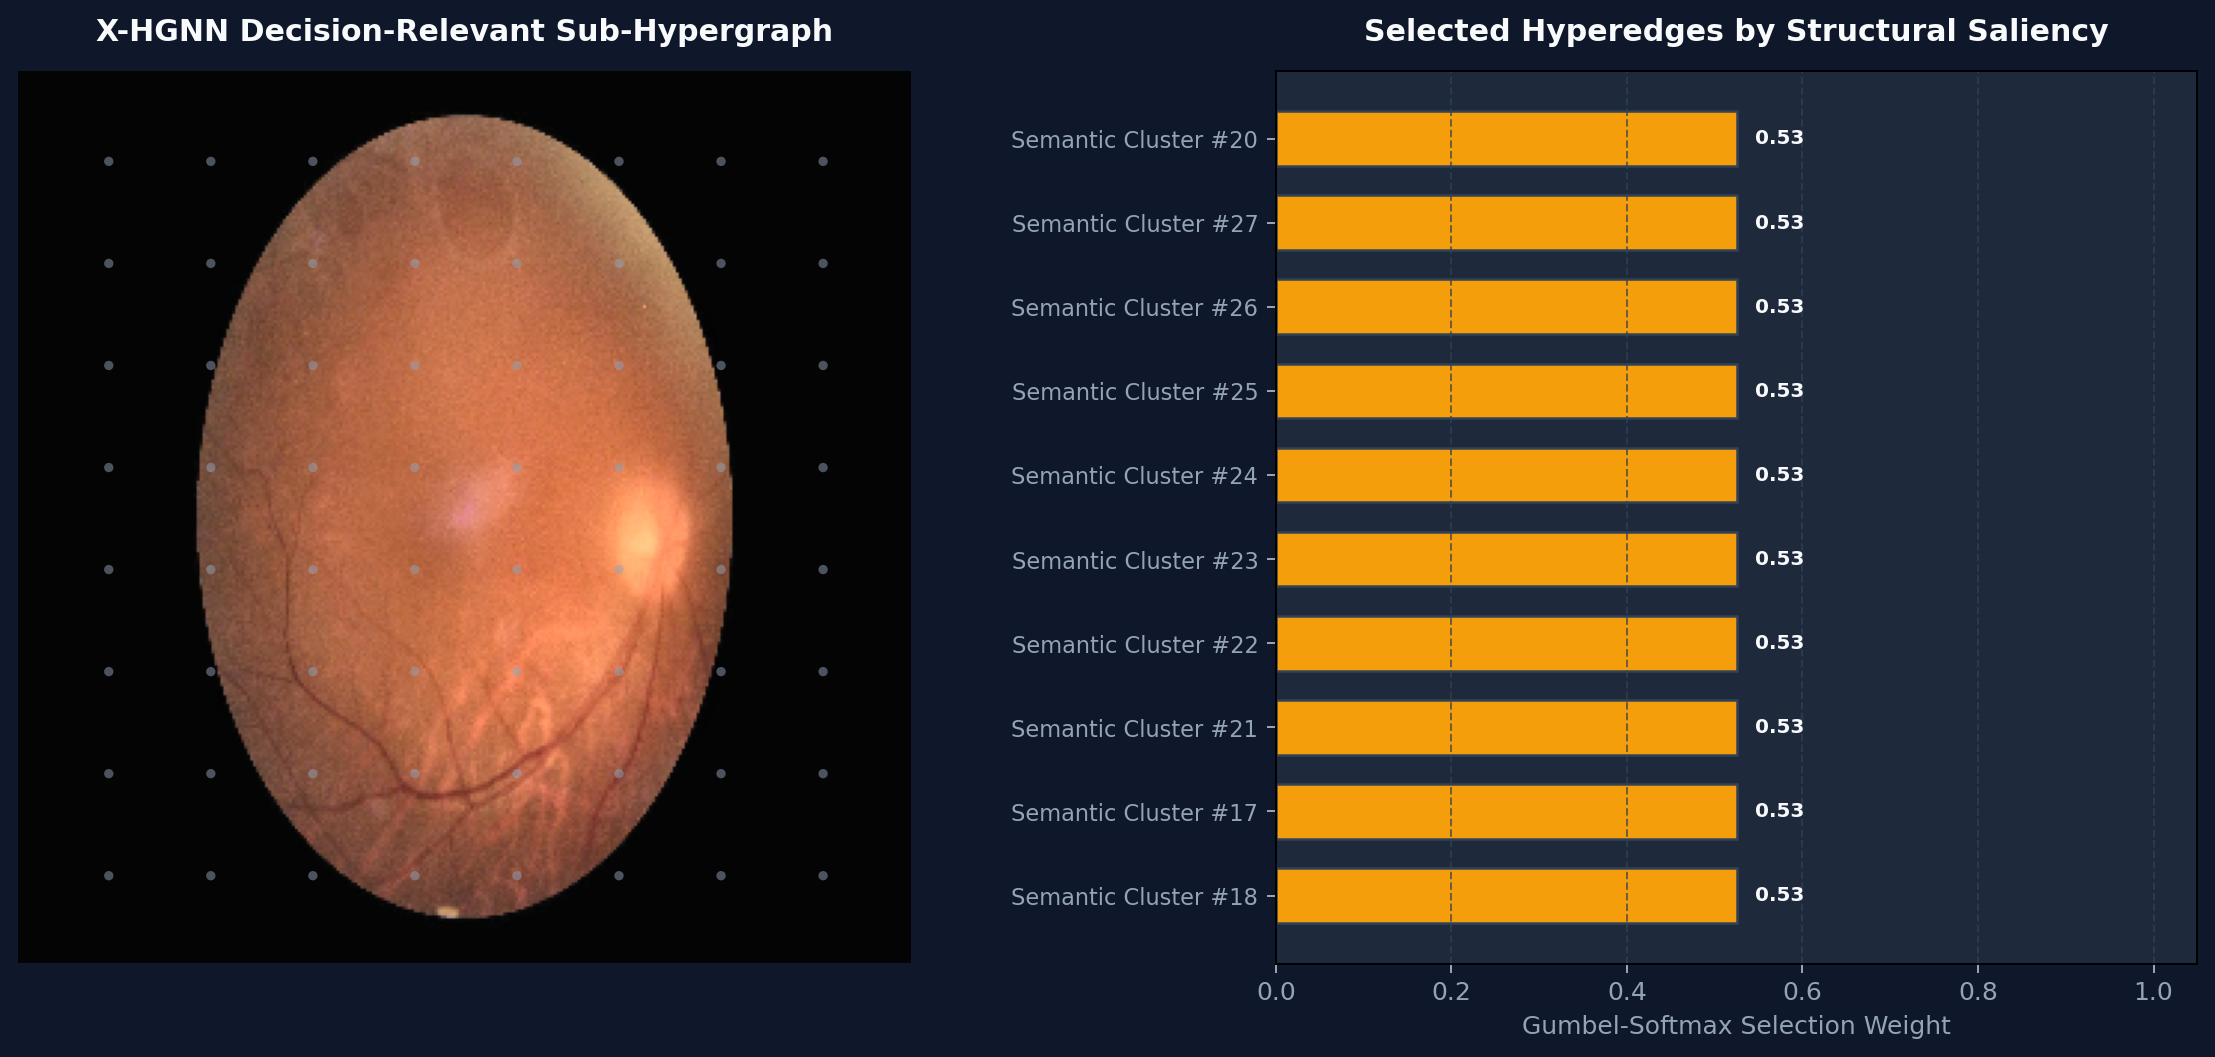 X-HGNN Decision-Relevant Sub-Hypergraph
Selected Hyperedges by Structural Saliency
Semantic Cluster #20
0.53
Semantic Cluster #27
0.53
Semantic Cluster #26
0.53
Semantic Cluster #25
0.53
Semantic Cluster #24
0.53
Semantic Cluster #23
0.53
Semantic Cluster #22
0.53
Semantic Cluster #21
0.53
Semantic Cluster #17
0.53
Semantic Cluster #18
0.53
0.0 0.2 0.4 0.6 0.8 1.0
Gumbel-Softmax Selection Weight